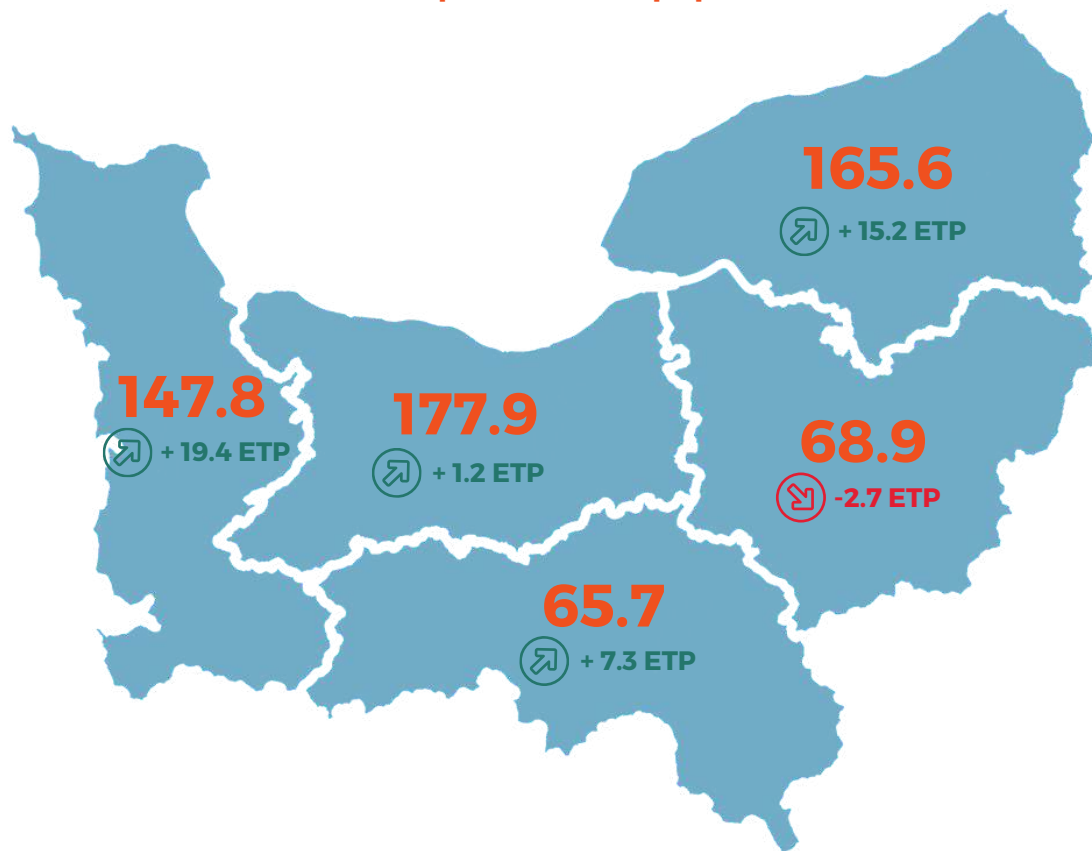 165.6
+ 15.2 ETP
147.8
+ 19.4 ETP
177.9
+ 1.2 ETP
68.9
-2.7 ETP
65.7
+ 7.3 ETP